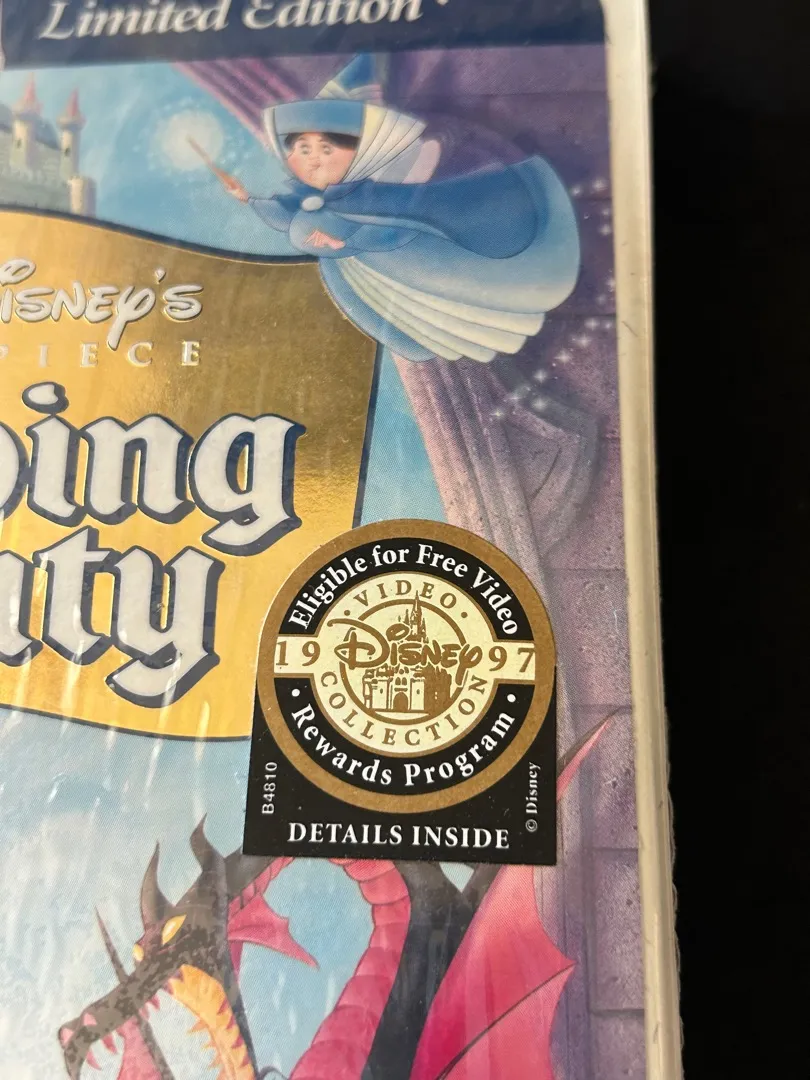 Limited Edition
DISNEY'S
PIECE
ping
uty
Eligible for Free Video
VIDEO
19 DISNEY 97
COLLECTION
• Rewards Program •
B4810
© Disney
DETAILS INSIDE